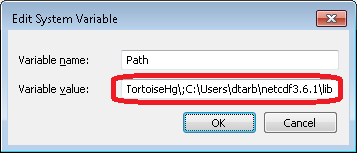 Edit System Variable
Variable name: Path
Variable value: TortoiseHg\;C:\Users\dtarb\netcdf3.6.1\lib
OK Cancel